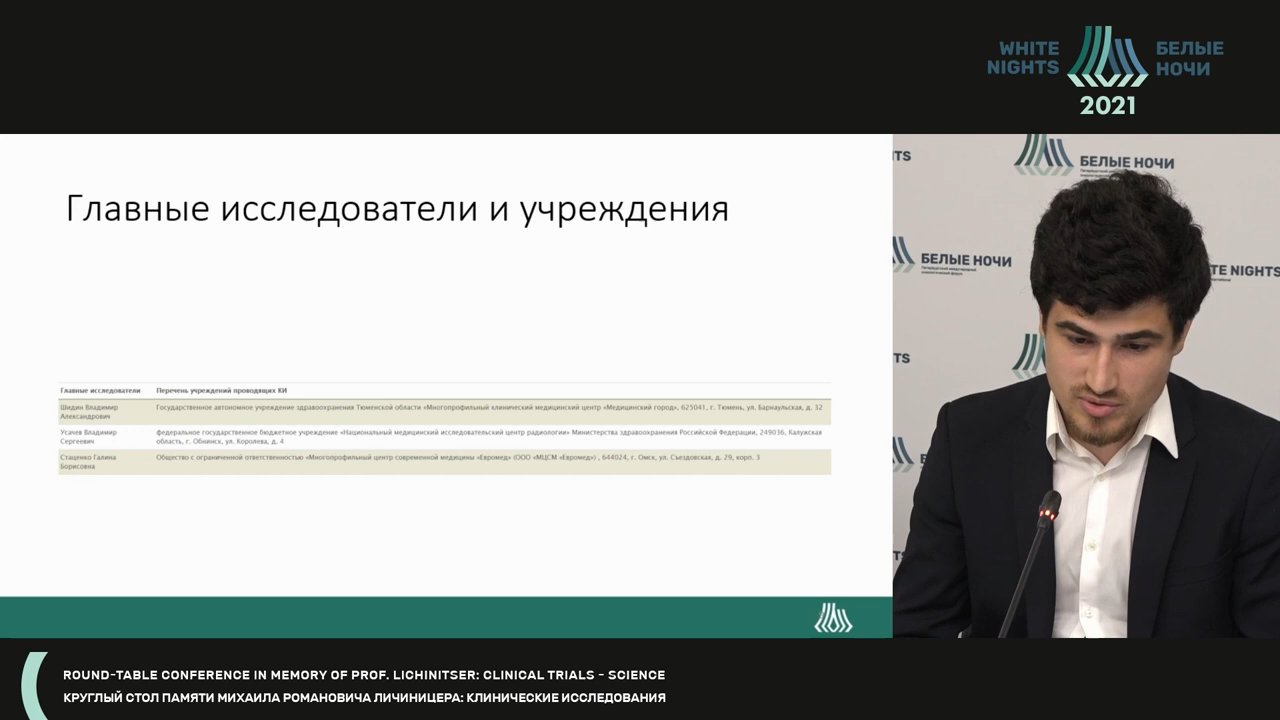 WHITE
NIGHTS
БЕЛЫЕ
НОЧИ
2021
Главные исследователи и учреждения
Главные исследователи Перечень учреждений проводящих КИ
Шидин Владимир
Александрович
Государственное автономное учреждение здравоохранения Тюменской области «Многопрофильный клинический медицинский центр «Медицинский город», 625041, г. Тюмень, ул. Барнаульская, д. 32
Усачев Владимир
Сергеевич
федеральное государственное бюджетное учреждение «Национальный медицинский исследовательский центр радиологии» Министерства здравоохранения Российской Федерации, 249036, Калужская
область, г. Обнинск, ул. Королева, д. 4
Стаценко Галина
Борисовна
Общество с ограниченной ответственностью «Многопрофильный центр современной медицины «Евромед» (ООО «МЦСМ «Евромед») , 644024, г. Омск, ул. Съездовская, д. 29, корп. 3
TS
БЕЛЫЕ НОЧИ
БЕЛЫЕ НОЧИ
TE NIGHTS
TS
ROUND-TABLE CONFERENCE IN MEMORY OF PROF. LICHINITSER: CLINICAL TRIALS - SCIENCE
КРУГЛЫЙ СТОЛ ПАМЯТИ МИХАИЛА РОМАНОВИЧА ЛИЧИНИЦЕРА: КЛИНИЧЕСКИЕ ИССЛЕДОВАНИЯ